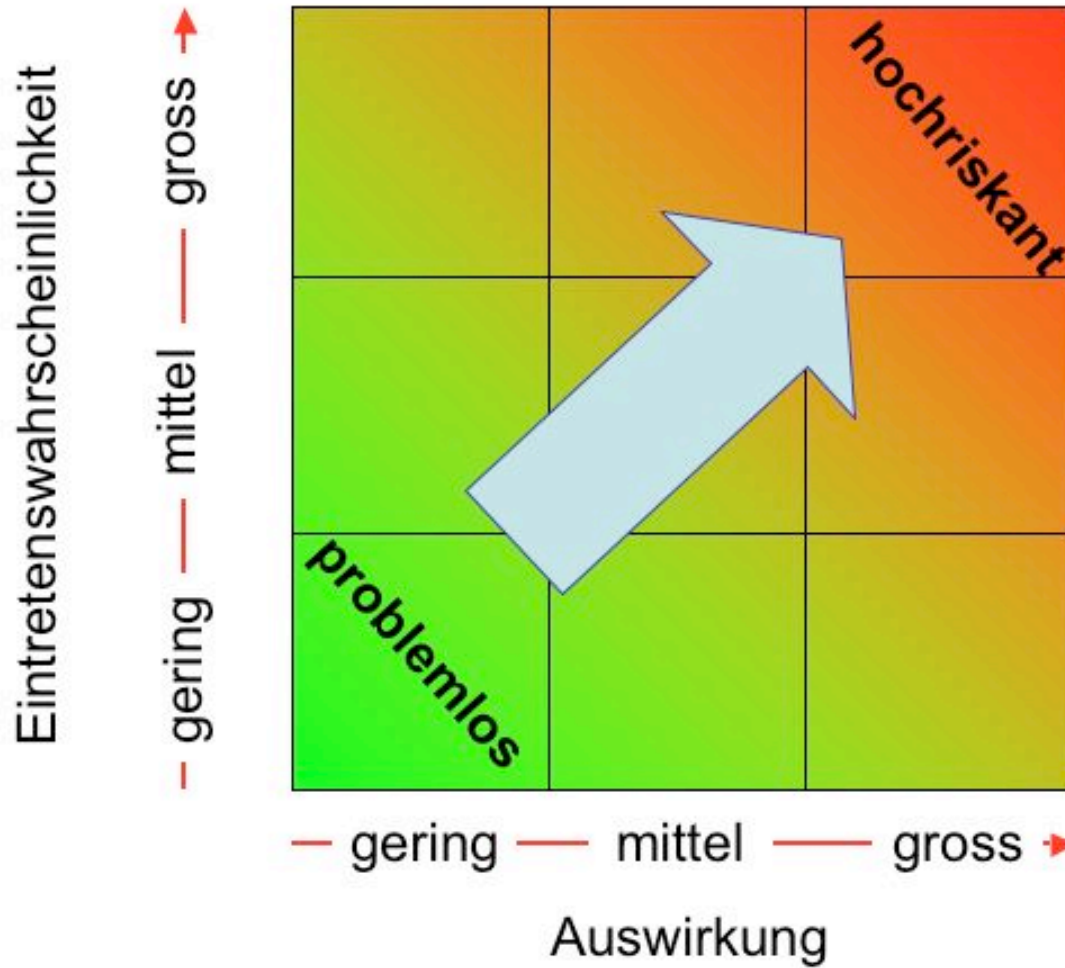 Eintretenswahrscheinlichkeit
gering mittel gross
hochriskant
problemlos
gering mittel gross
Auswirkung